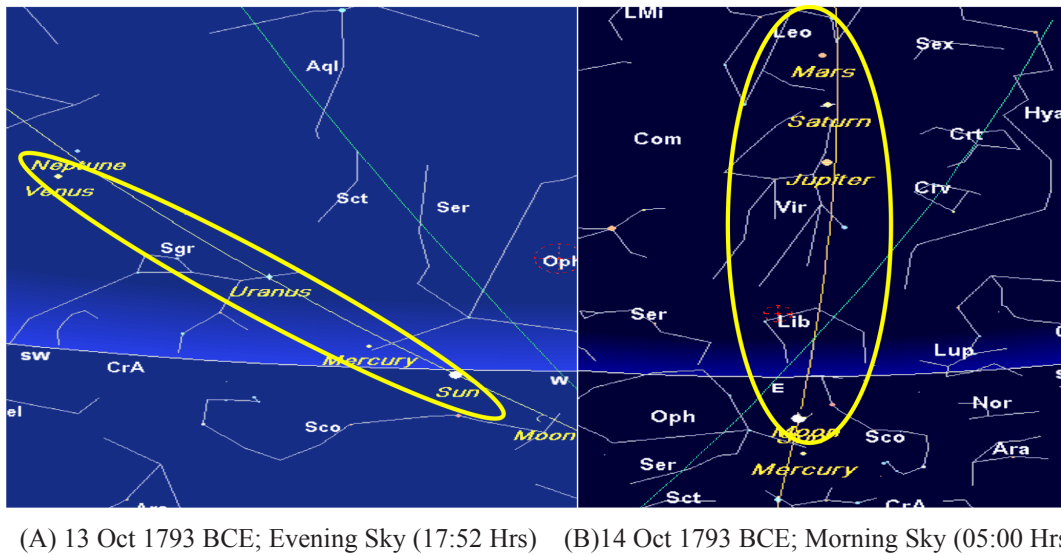 Aql
Neptune
Venus
Sct
Ser
Sgr
Oph
Uranus
Mercury
SW
CrA
W
Sun
el
Sco
Moon
LMi
Leo
Sex
Mars
Hya
Saturn
Com
Crt
Jupiter
Crv
Vir
Ser
Lib
Lup
E
Oph
Nor
Moon
Sco
Ara
Ser
Mercury
Sct
CrA
(A) 13 Oct 1793 BCE; Evening Sky (17:52 Hrs) (B)14 Oct 1793 BCE; Morning Sky (05:00 Hr